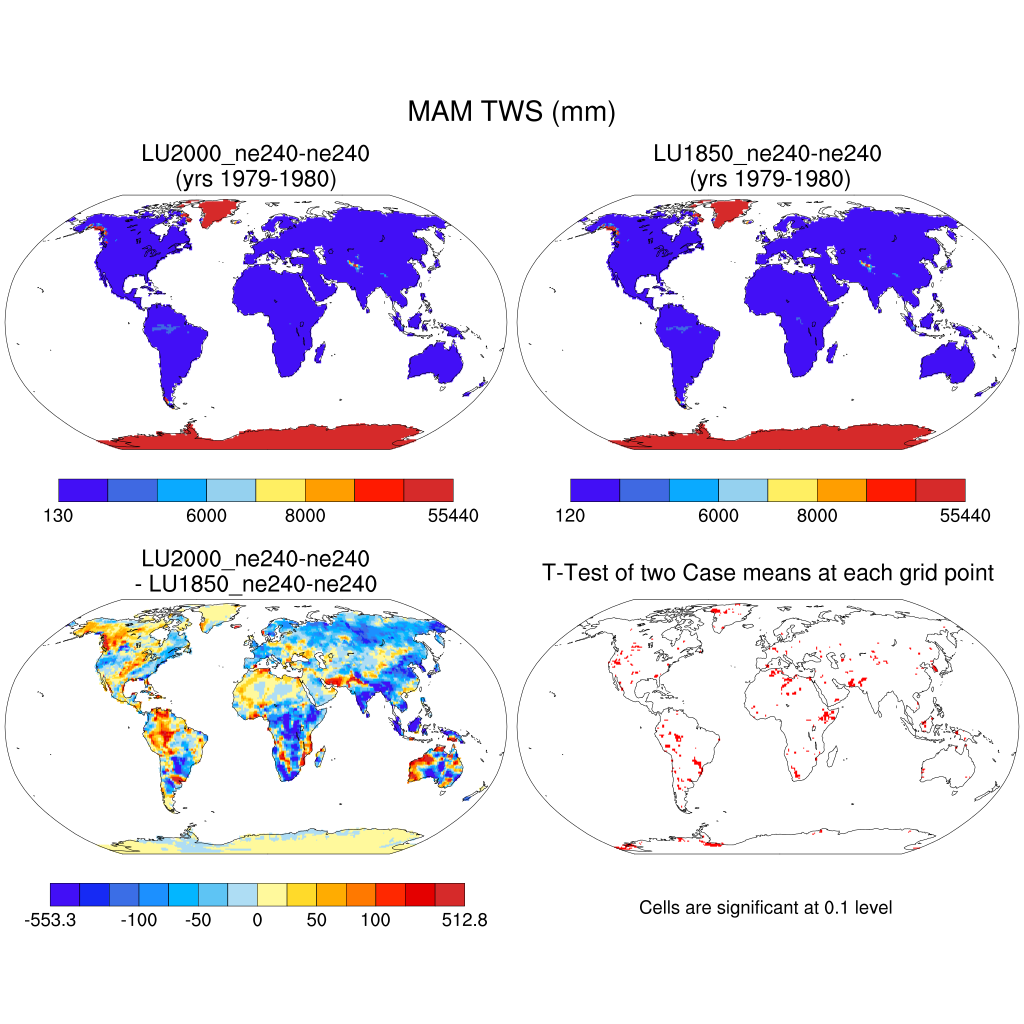 MAM TWS (mm)
LU2000_ne240-ne240
(yrs 1979-1980)
LU1850_ne240-ne240
(yrs 1979-1980)
130 6000 8000 55440
120 6000 8000 55440
LU2000_ne240-ne240
- LU1850_ne240-ne240
T-Test of two Case means at each grid point
-553.3 -100 -50 0 50 100 512.8
Cells are significant at 0.1 level